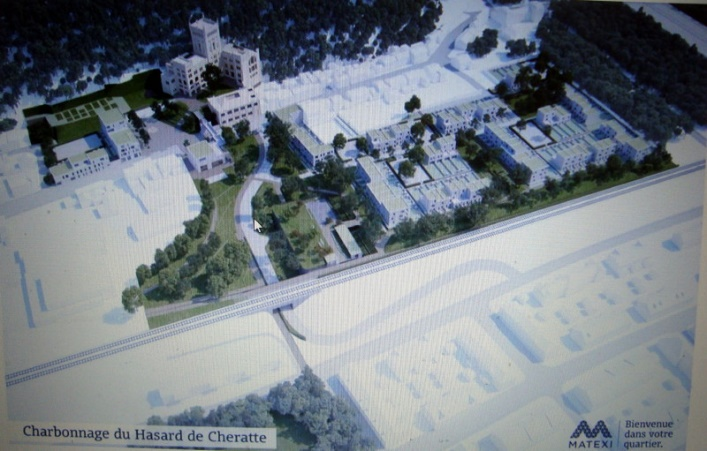 Charbonnage du Hasard de Cheratte
MATEXI
Bienvenue
dans votre
quartier.